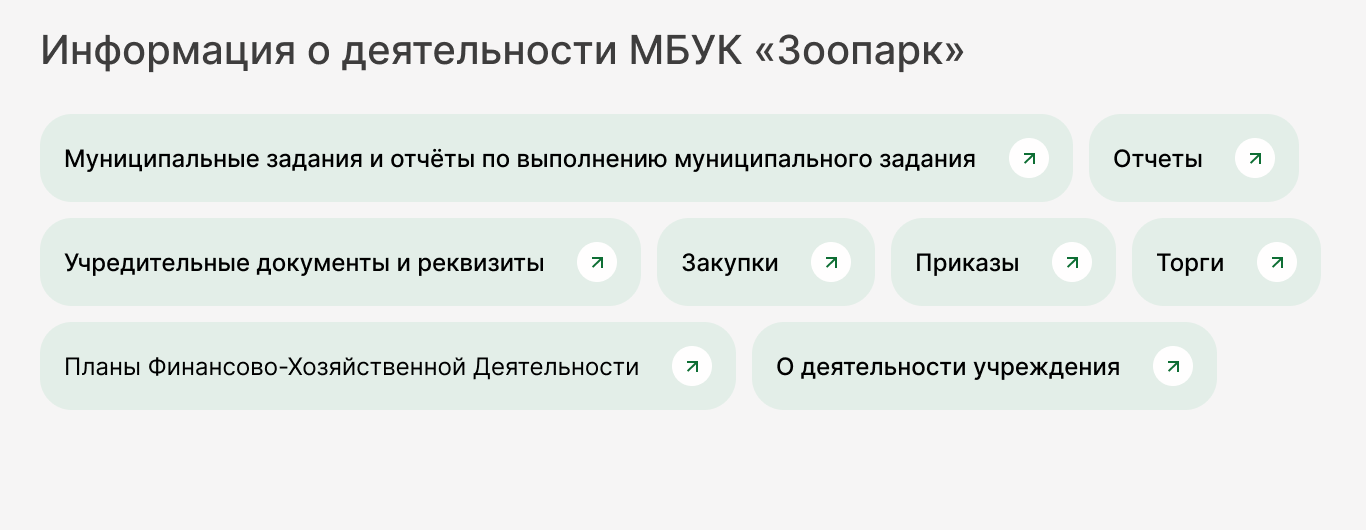 Информация о деятельности МБУК «Зоопарк»
Муниципальные задания и отчёты по выполнению муниципального задания
Отчеты
Учредительные документы и реквизиты
Закупки
Приказы
Торги
Планы Финансово-Хозяйственной Деятельности
О деятельности учреждения